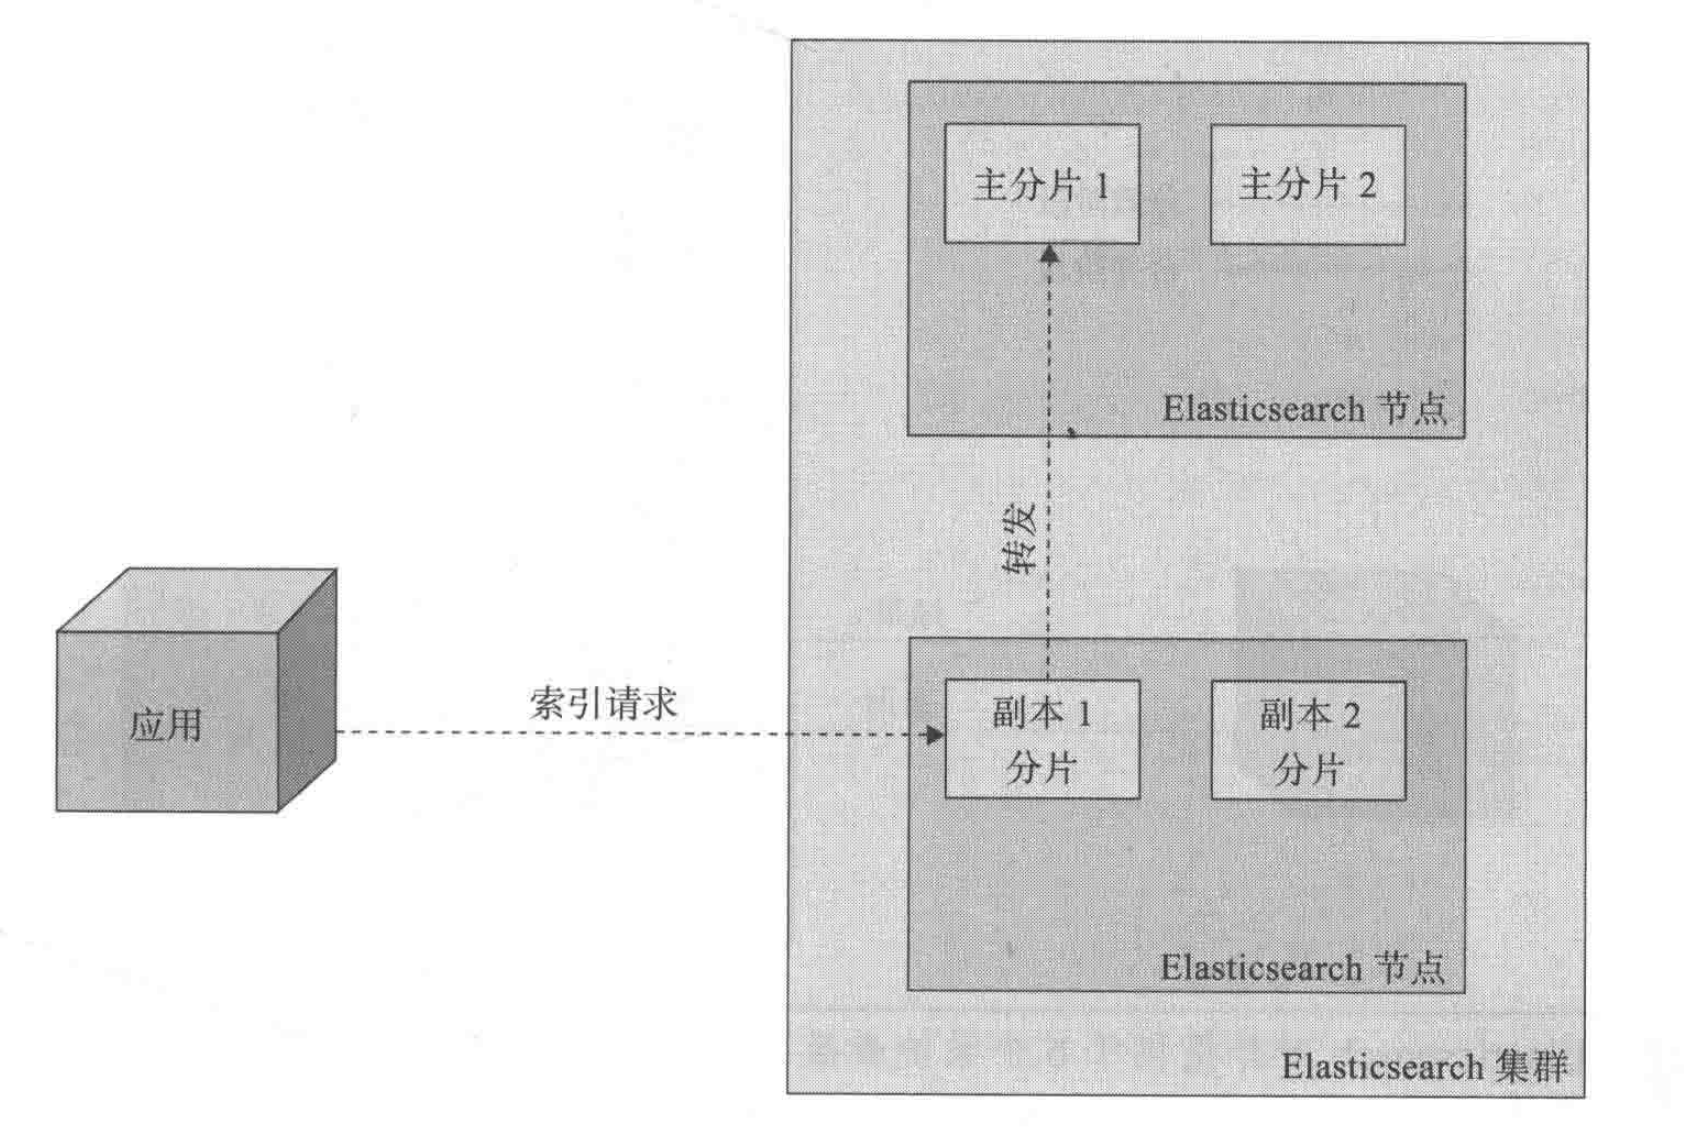 主分片 1
主分片 2
Elasticsearch 节点
转发
应用
索引请求
副本 1
分片
副本 2
分片
Elasticsearch 节点
Elasticsearch 集群